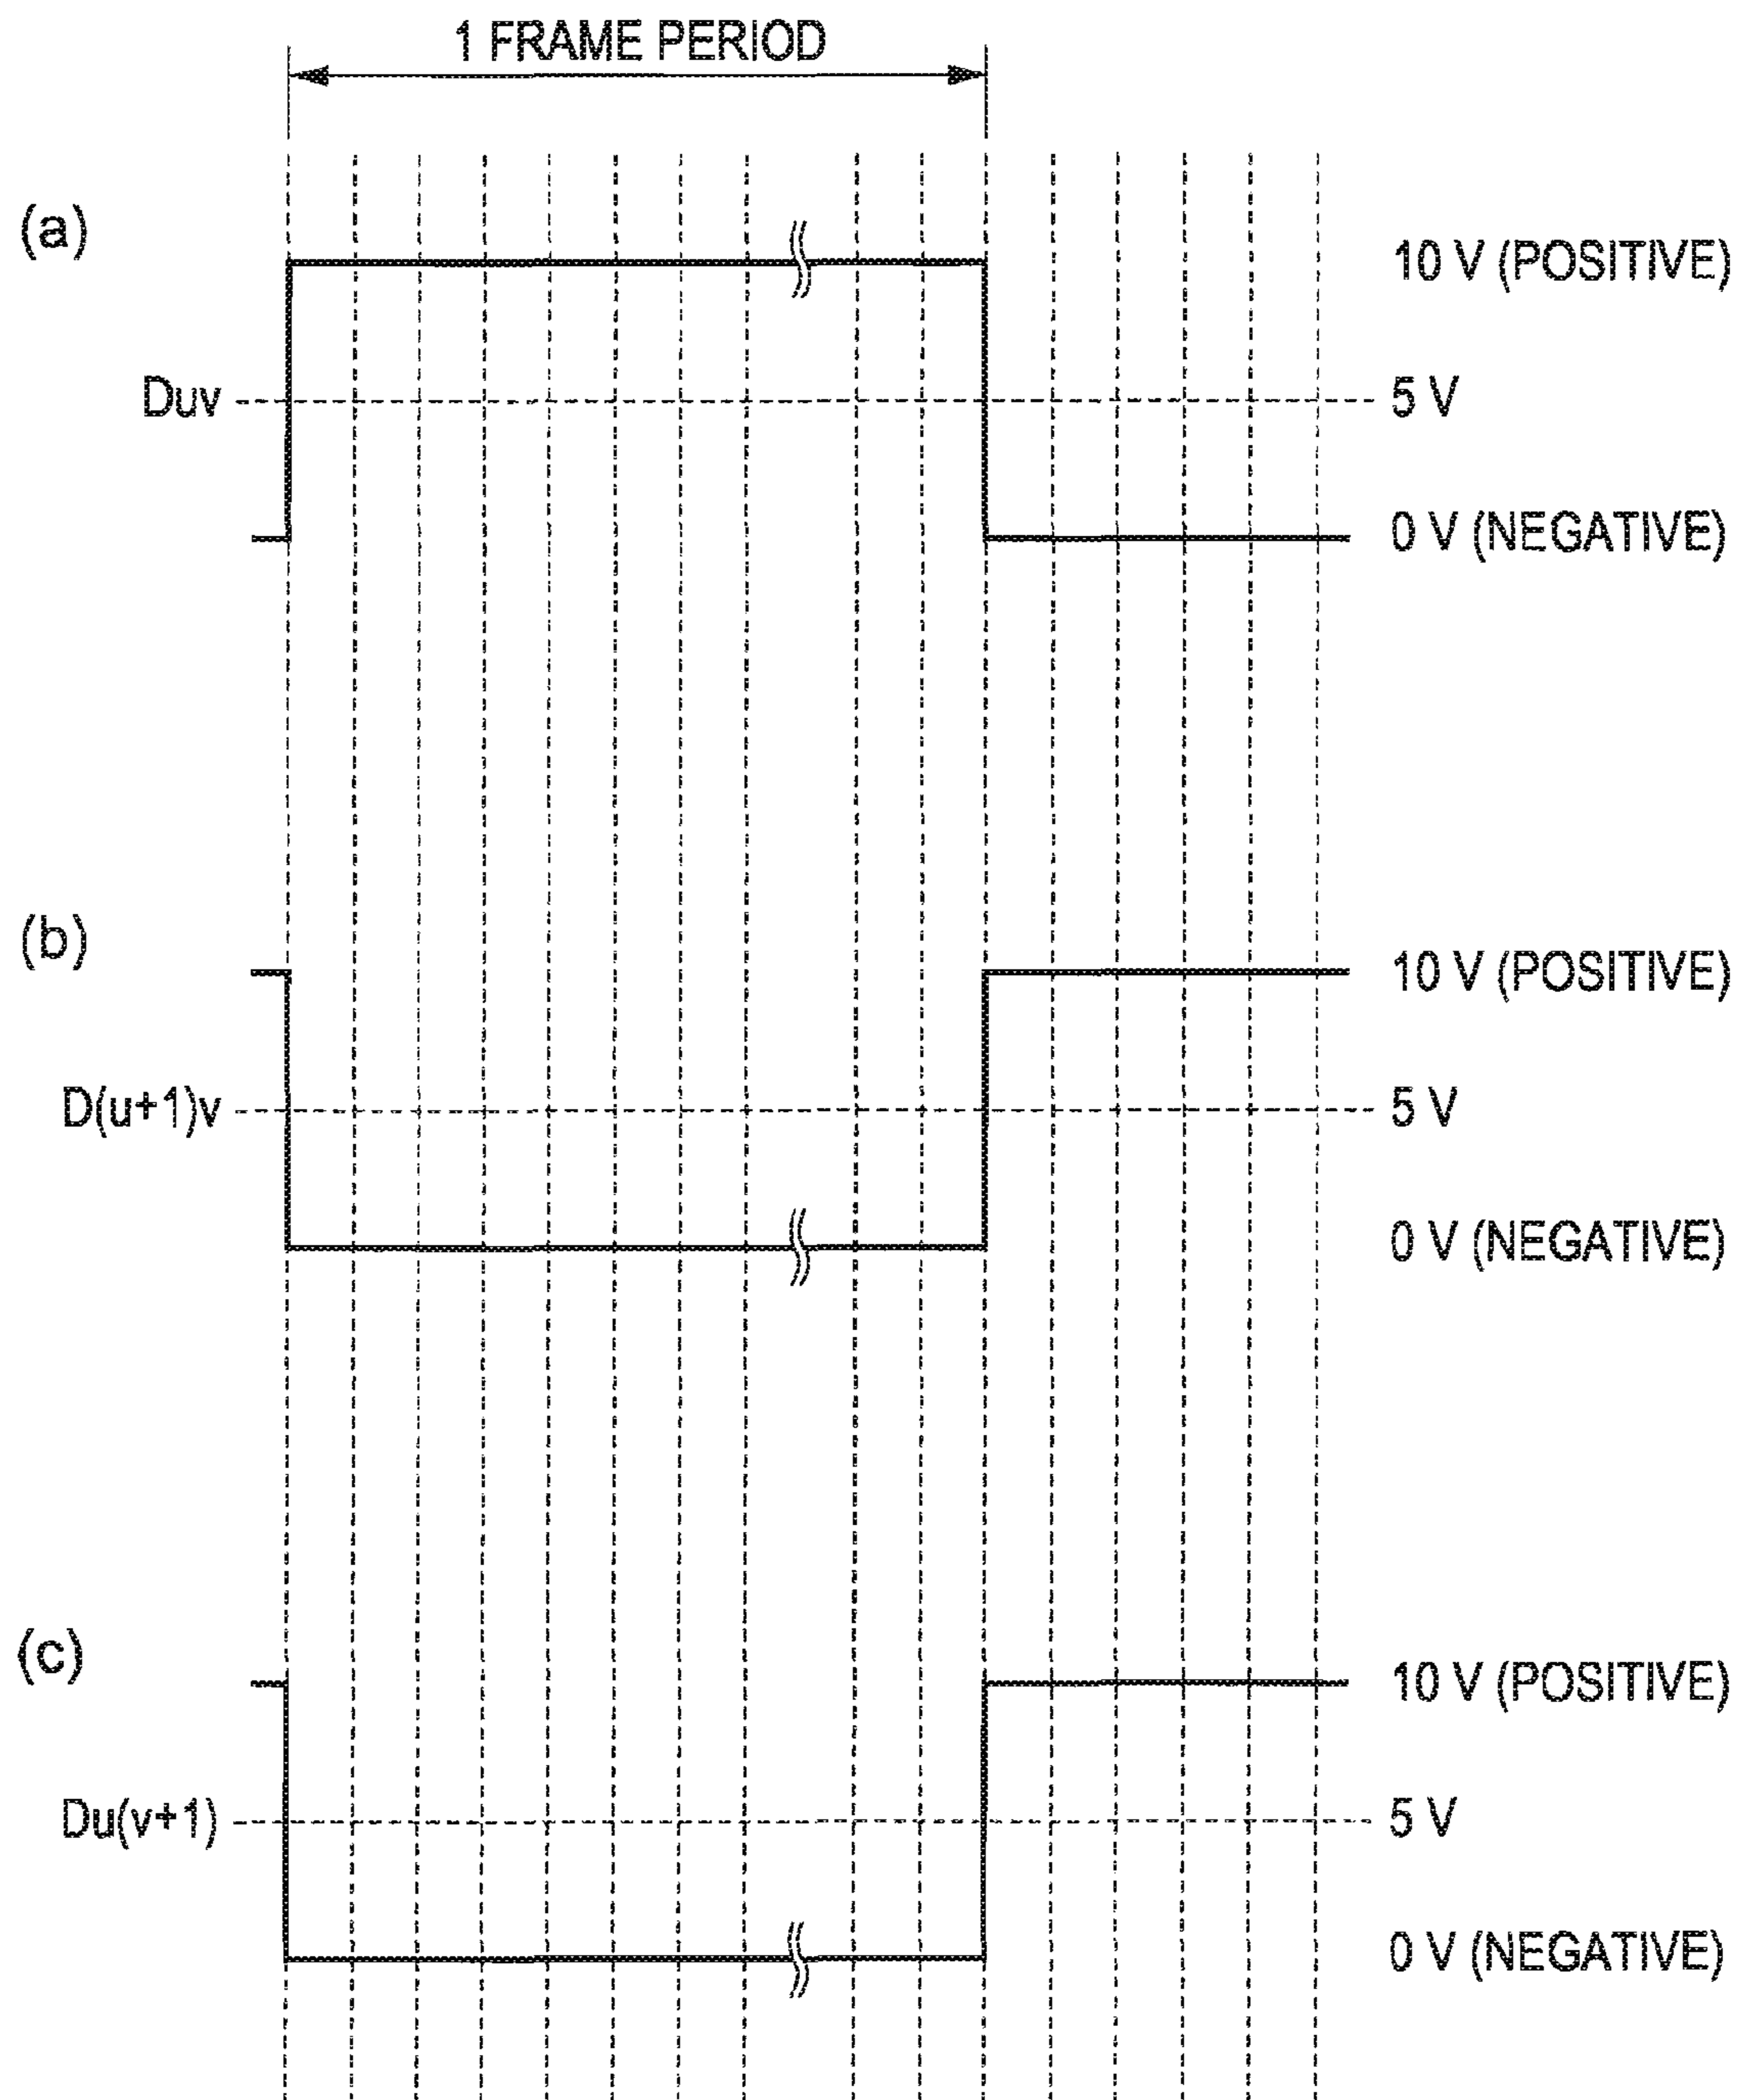 1 FRAME PERIOD
(a)
10 V (POSITIVE)
Duv
5 V
0 V (NEGATIVE)
(b)
10 V (POSITIVE)
D(u+1)v
5 V
0 V (NEGATIVE)
(c)
10 V (POSITIVE)
Du(v+1)
5 V
0 V (NEGATIVE)